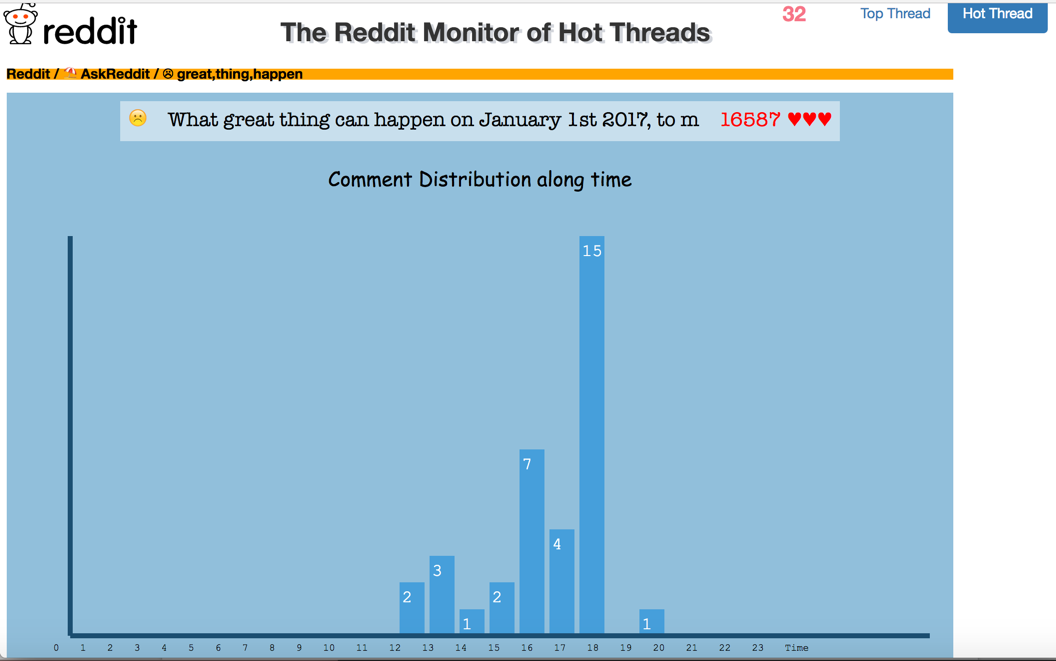 reddit
The Reddit Monitor of Hot Threads
32
Top Thread
Hot Thread
Reddit / ⛱ AskReddit / ☹ great,thing,happen
☹️ What great thing can happen on January 1st 2017, to m 16587 ♥♥♥
Comment Distribution along time
15
7
4
3
2
2
1
1
0 1 2 3 4 5 6 7 8 9 10 11 12 13 14 15 16 17 18 19 20 21 22 23 Time